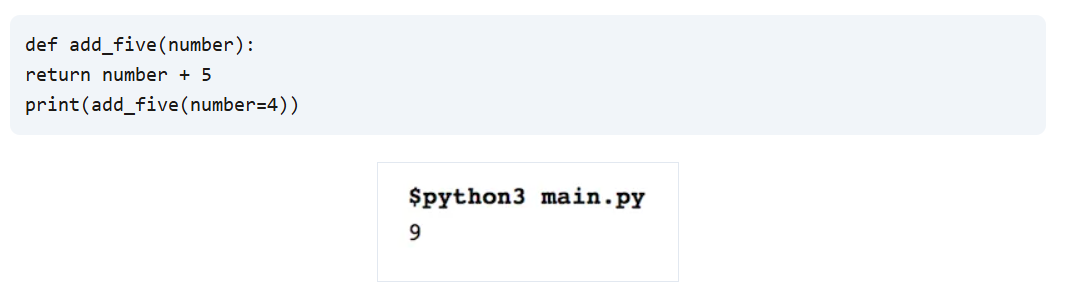 def add_five(number):
return number + 5
print(add_five(number=4))
$python3 main.py
9